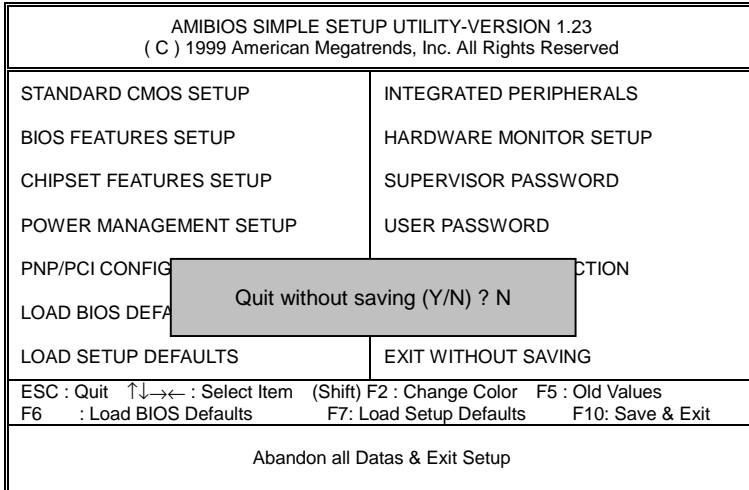 AMIBIOS SIMPLE SETUP UTILITY-VERSION 1.23
( C ) 1999 American Megatrends, Inc. All Rights Reserved
STANDARD CMOS SETUP
INTEGRATED PERIPHERALS
BIOS FEATURES SETUP
HARDWARE MONITOR SETUP
CHIPSET FEATURES SETUP
SUPERVISOR PASSWORD
POWER MANAGEMENT SETUP
USER PASSWORD
PNP/PCI
Quit without saving (Y/N) ? N
LOAD BIOS
LOAD SETUP DEFAULTS
EXIT WITHOUT SAVING
ESC : Quit ↑↓→← : Select Item (Shift) F2 : Change Color F5 : Old Values
F6 : Load BIOS Defaults F7: Load Setup Defaults F10: Save & Exit
Abandon all Datas & Exit Setup